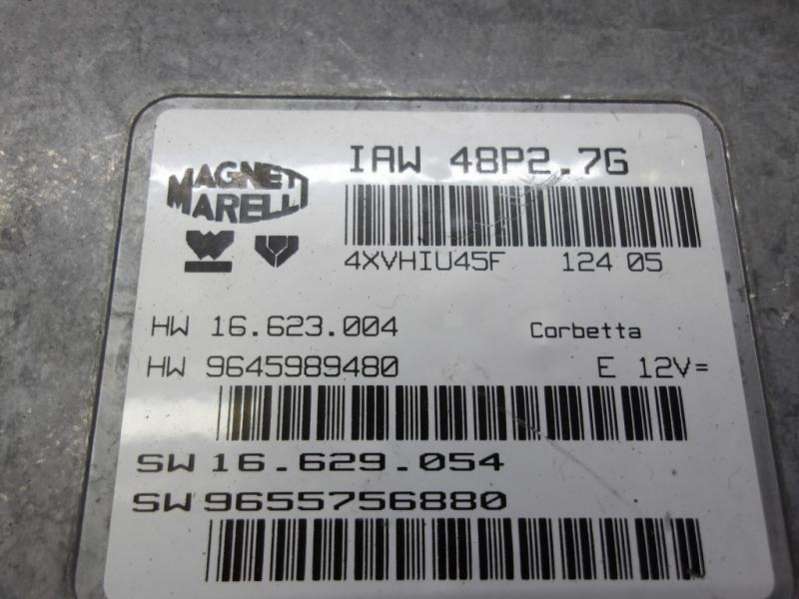 MAGNETI
MARELLI
IAW 48P2.7G
4XVHIU45F 124 05
HW 16.623.004 Corbetta
HW 9645989480 E 12V=
SW 16.629.054
SW 9655756880